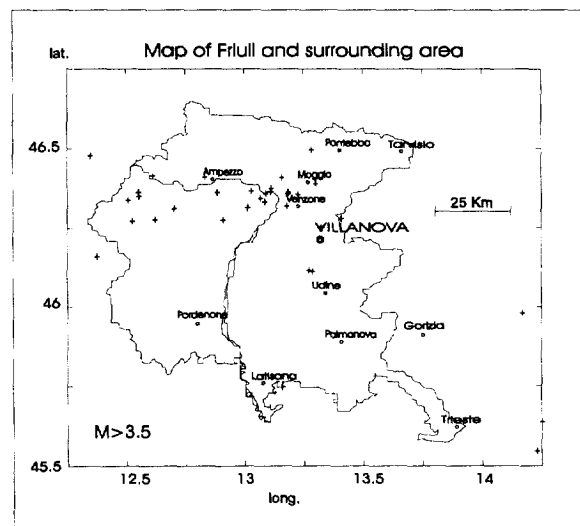 Map of Friuli and surrounding area
lat.
46.5
46
45.5
Pontebba
Tarvisio
Ampezzo
Moggio
Venzone
25 Km
VILLANOVA
Udine
Pordenone
Palmanova
Gorizia
Latisana
Trieste
M>3.5
12.5
13
13.5
14
long.